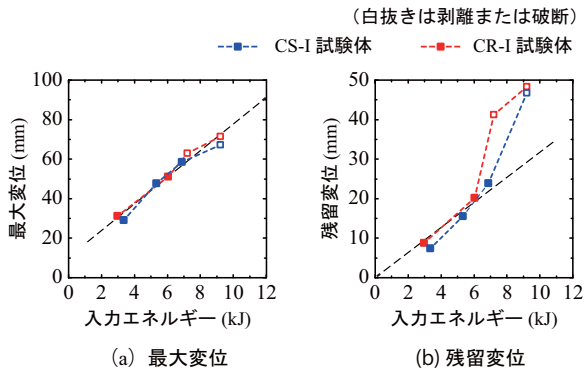 (白抜きは剥離または破断)
CS-I 試験体 CR-I 試験体
100
80
60
40
20
0
最大変位 (mm)
0 2 4 6 8 10 12
入力エネルギー (kJ)
(a) 最大変位
50
40
30
20
10
0
残留変位 (mm)
0 2 4 6 8 10 12
入力エネルギー (kJ)
(b) 残留変位